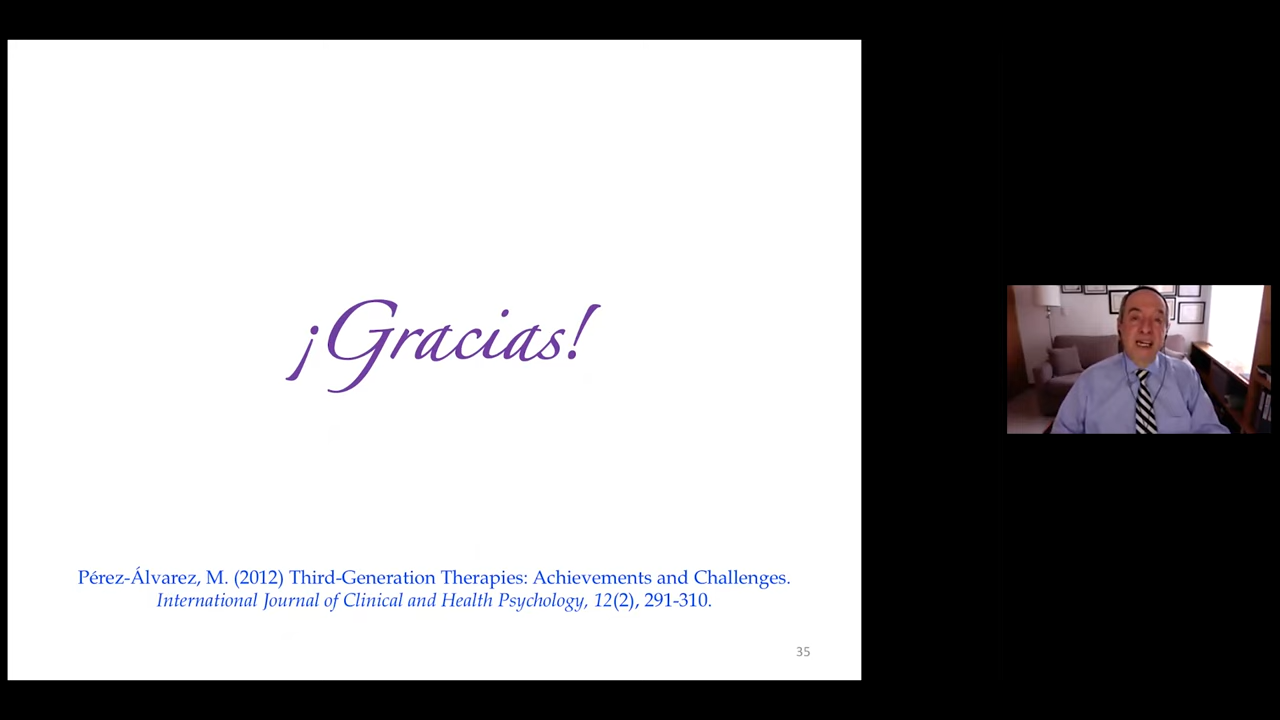 ¡Gracias!
Pérez-Álvarez, M. (2012) Third-Generation Therapies: Achievements and Challenges.
International Journal of Clinical and Health Psychology, 12(2), 291-310.
35